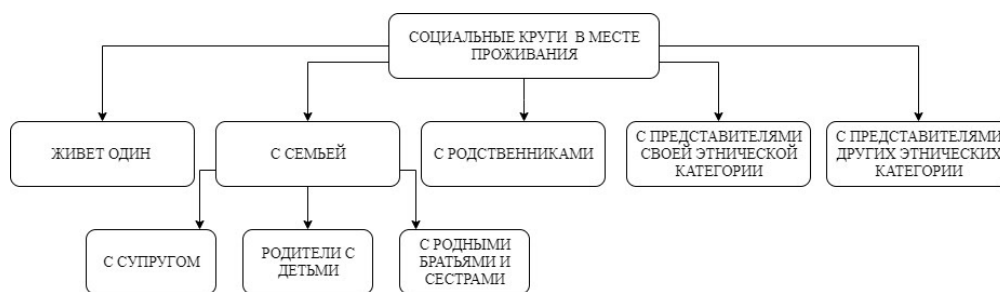 СОЦИАЛЬНЫЕ КРУГИ В МЕСТЕ
ПРОЖИВАНИЯ
ЖИВЕТ ОДИН
С СЕМЬЕЙ
С РОДСТВЕННИКАМИ
С ПРЕДСТАВИТЕЛЯМИ
СВОЕЙ ЭТНИЧЕСКОЙ
КАТЕГОРИИ
С ПРЕДСТАВИТЕЛЯМИ
ДРУГИХ ЭТНИЧЕСКИХ
КАТЕГОРИИ
С СУПРУГОМ
РОДИТЕЛИ С
ДЕТЬМИ
С РОДНЫМИ
БРАТЬЯМИ И
СЕСТРАМИ